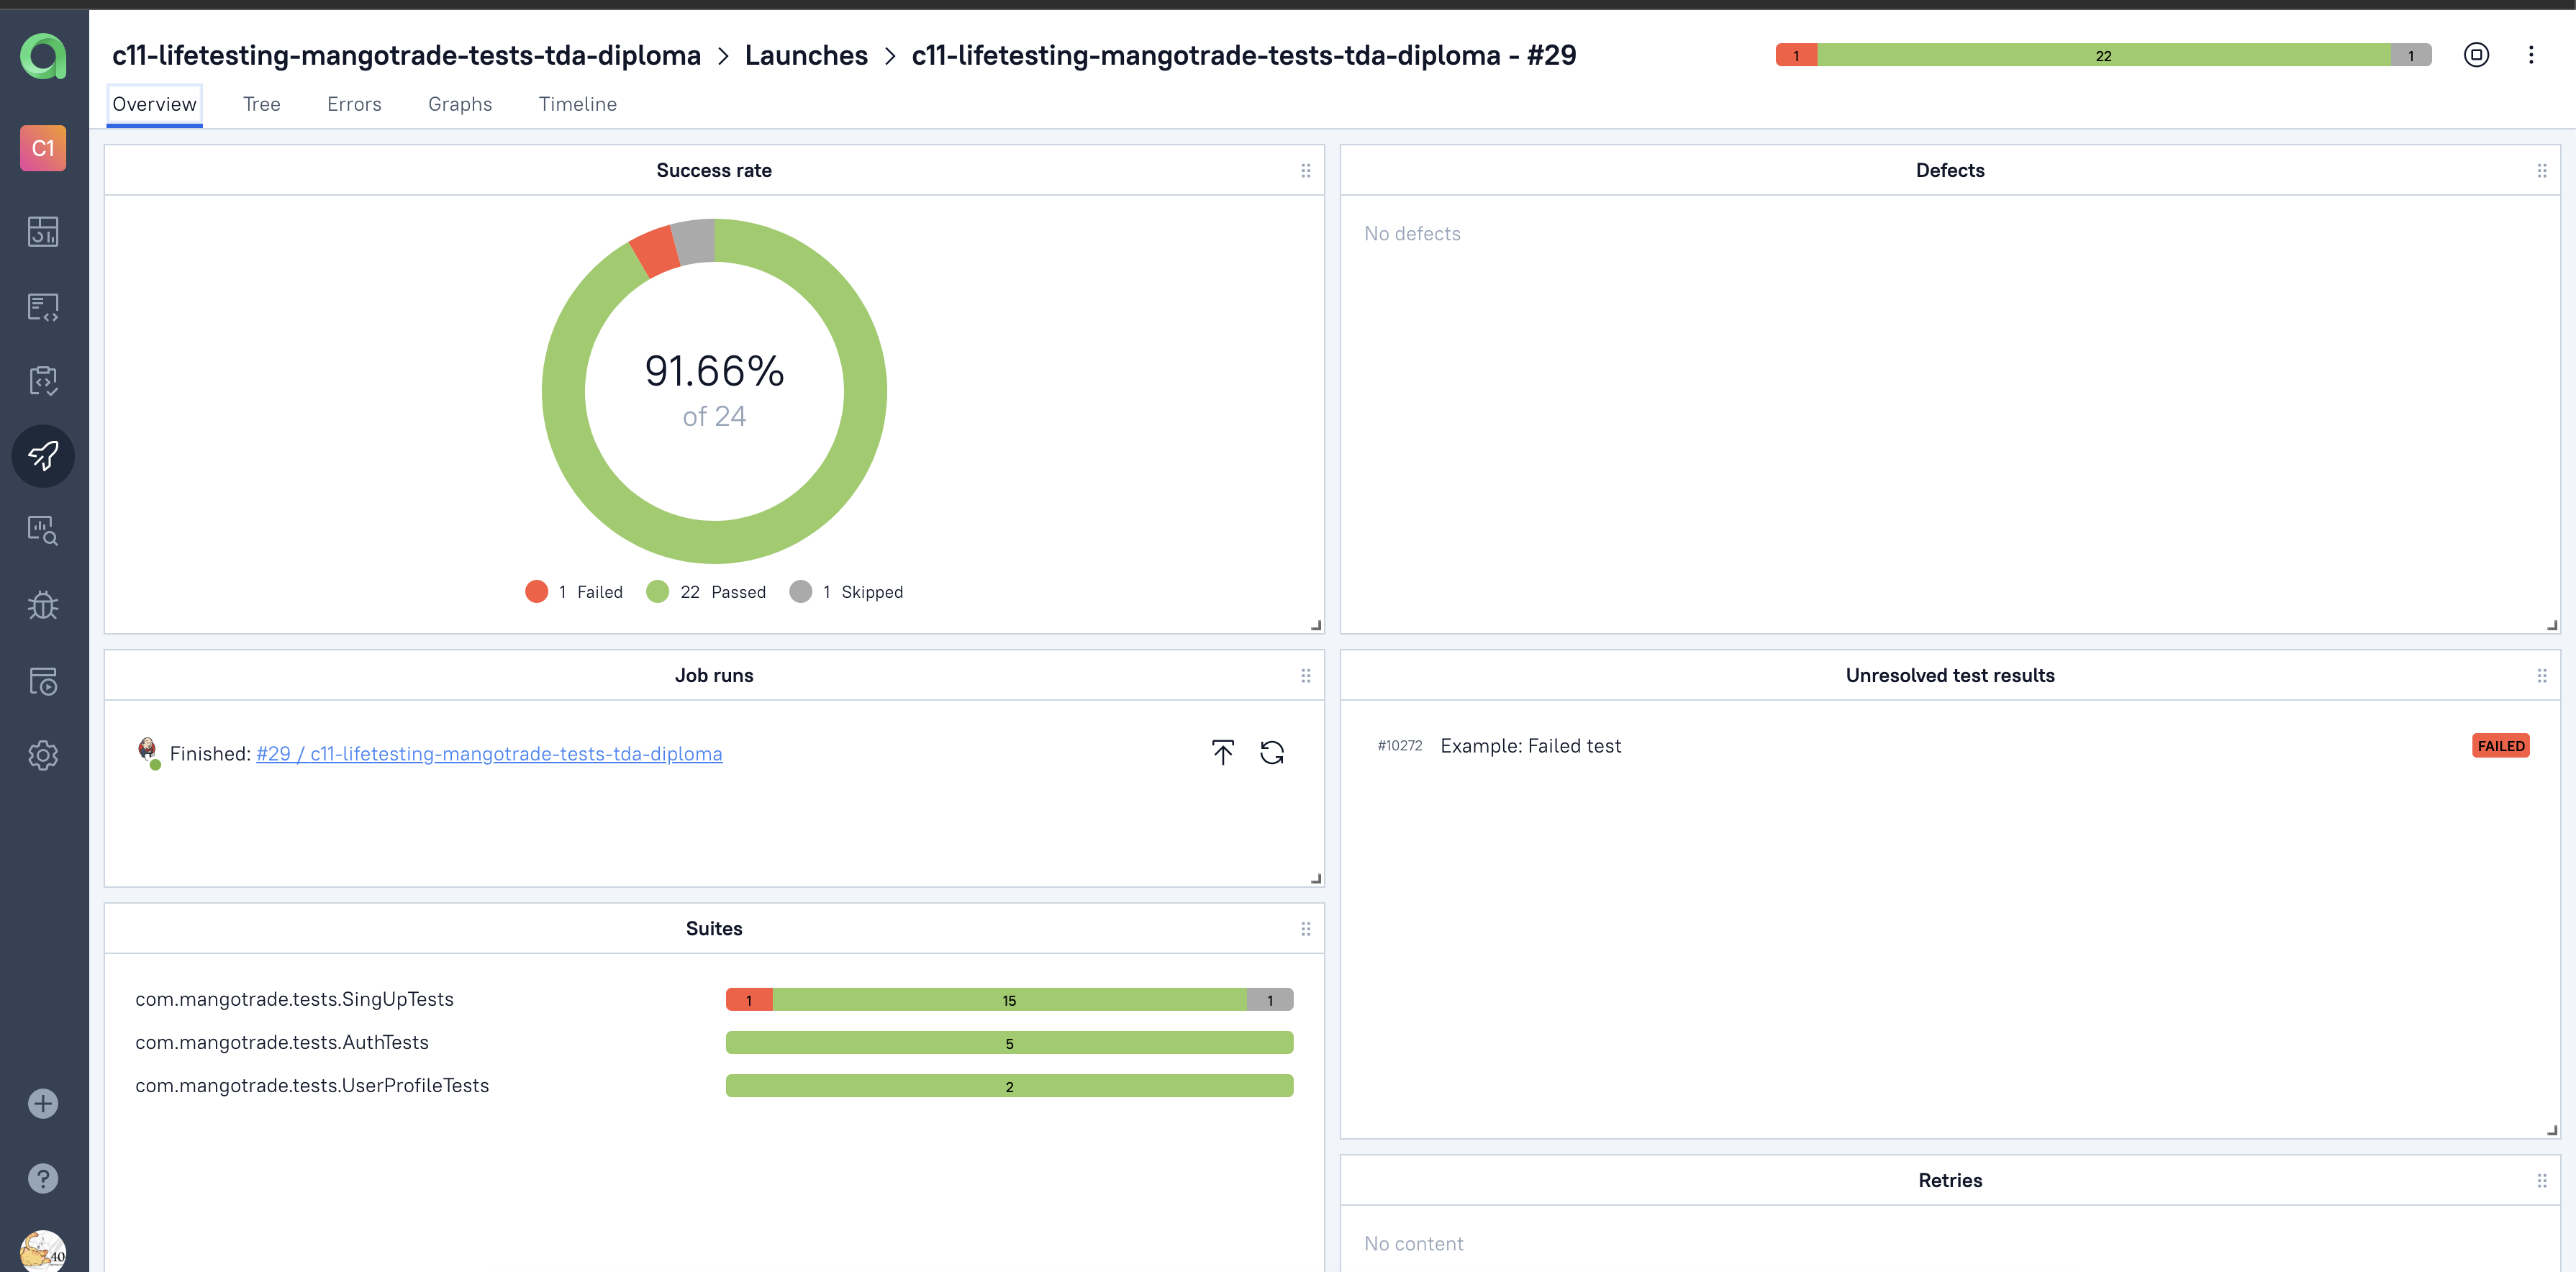 c11-lifetesting-mangotrade-tests-tda-diploma > Launches > c11-lifetesting-mangotrade-tests-tda-diploma - #29
1 22 1
C1
Overview Tree Errors Graphs Timeline
Success rate
91.66%
of 24
1 Failed 22 Passed 1 Skipped
Defects
No defects
Job runs
Finished: #29 / c11-lifetesting-mangotrade-tests-tda-diploma
Unresolved test results
#10272 Example: Failed test FAILED
Suites
com.mangotrade.tests.SingUpTests 1 15 1
com.mangotrade.tests.AuthTests 5
com.mangotrade.tests.UserProfileTests 2
Retries
No content
?
40